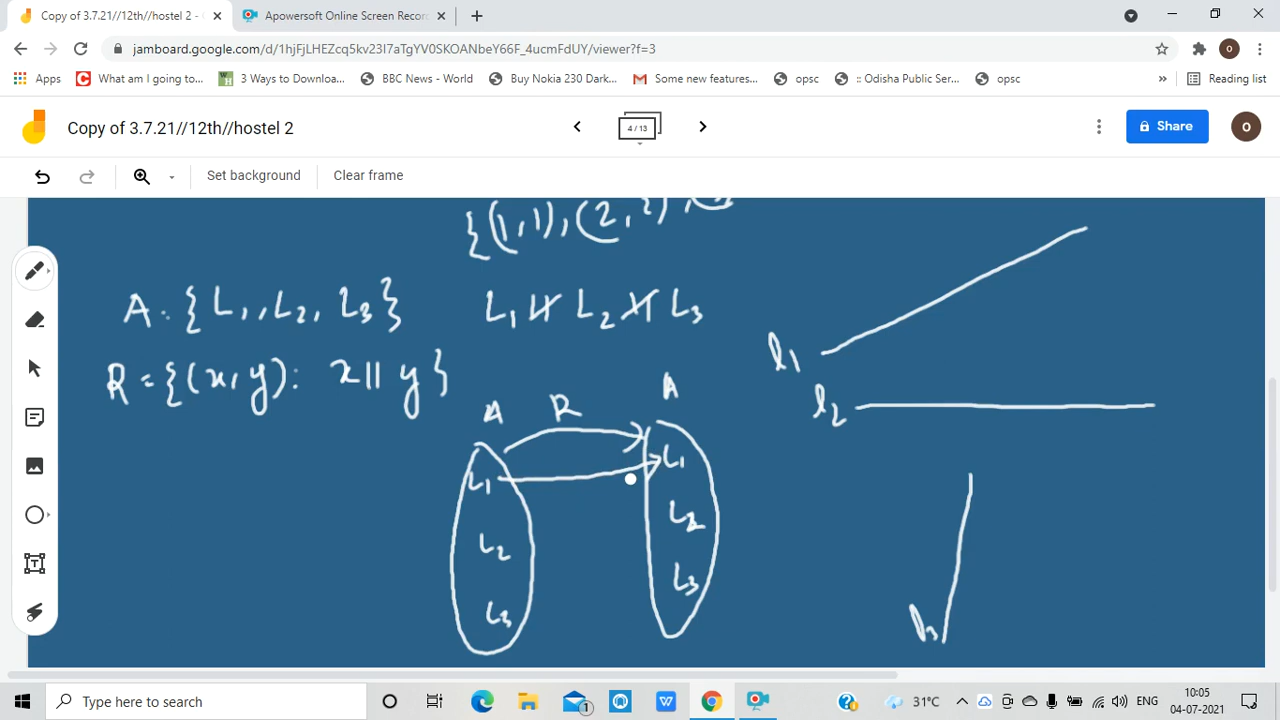 Copy of 3.7.21//12th//hostel 2 -
Apowersoft Online Screen Recor
jamboard.google.com/d/1hjFjLHEZcq5kv23I7aTgYV0SKOANbeY66F_4ucmFdUY/viewer?f=3
O
Apps
What am I going to...
3 Ways to Downloa...
BBC News - World
Buy Nokia 230 Dark...
Some new features...
opsc
:: Odisha Public Ser...
opsc
»
Reading list
Copy of 3.7.21//12th//hostel 2
4 / 13
Share
O
Set background
Clear frame
{(1,1),(2,2),
A = {L1, L2, L3} L1 ∦ L2 ∦ L3
R = {(x,y): x || y}
l1
l2
l3
A R A
L1 L1
L2 L2
L3 L3
Type here to search
1
31°C
ENG
10:05
04-07-2021